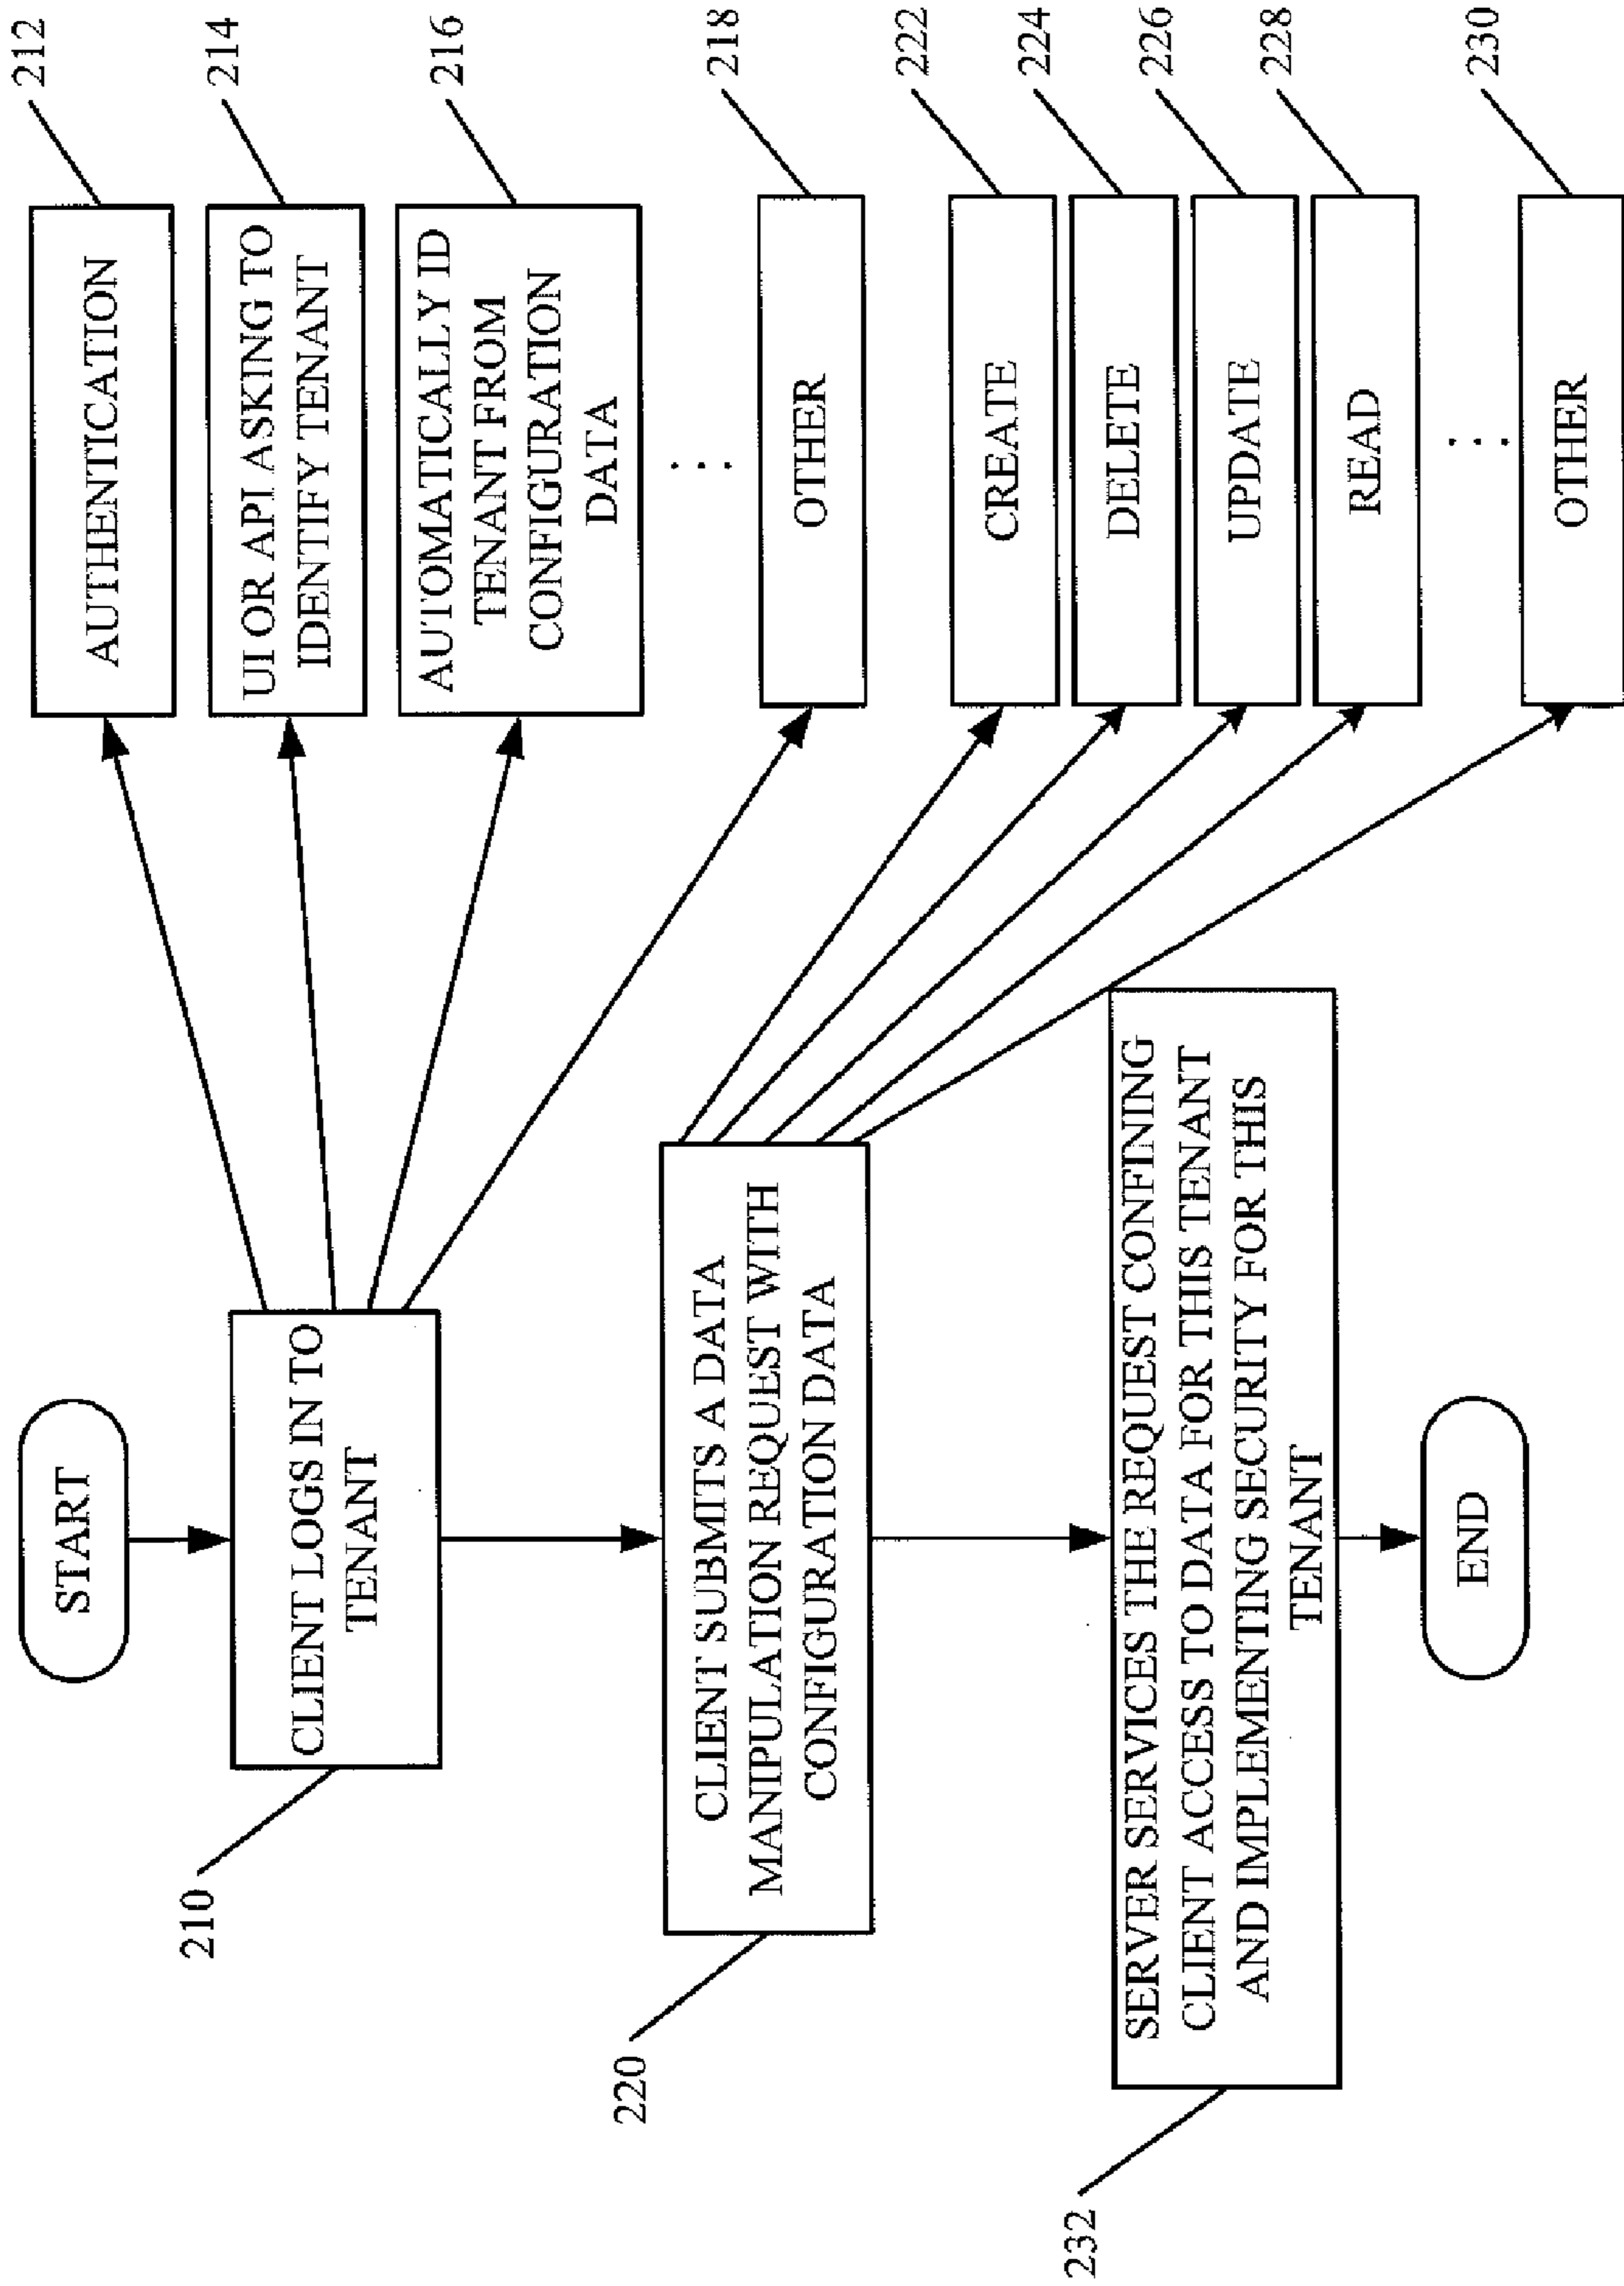 START
210
CLIENT LOGS IN TO
TENANT
212
AUTHENTICATION
214
UI OR API ASKING TO
IDENTIFY TENANT
216
AUTOMATICALLY ID
TENANT FROM
CONFIGURATION
DATA
...
218
OTHER
220
CLIENT SUBMITS A DATA
MANIPULATION REQUEST WITH
CONFIGURATION DATA
222
CREATE
224
DELETE
226
UPDATE
228
READ
...
230
OTHER
232
SERVER SERVICES THE REQUEST CONFINING
CLIENT ACCESS TO DATA FOR THIS TENANT
AND IMPLEMENTING SECURITY FOR THIS
TENANT
END